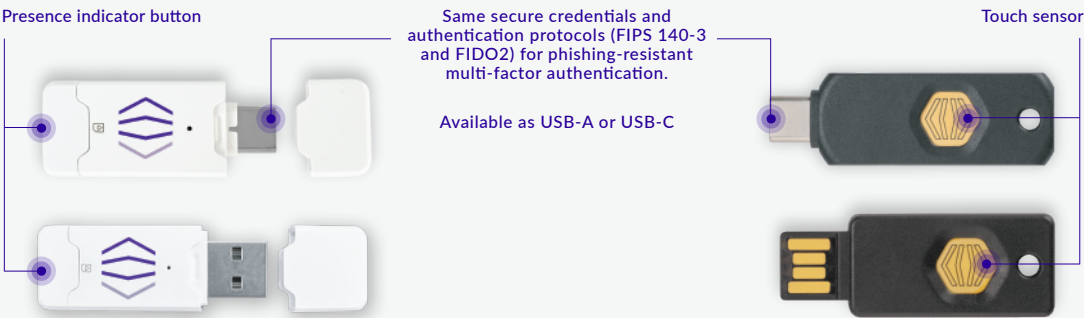 Presence indicator button
Same secure credentials and
authentication protocols (FIPS 140-3
and FIDO2) for phishing-resistant
multi-factor authentication.
Available as USB-A or USB-C
Touch sensor